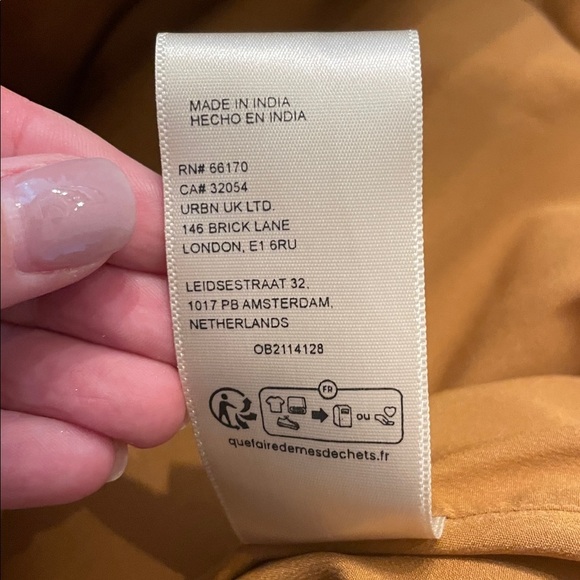 MADE IN INDIA
HECHO EN INDIA
RN# 66170
CA# 32054
URBN UK LTD.
146 BRICK LANE
LONDON, E1 6RU
LEIDSESTRAAT 32,
1017 PB AMSTERDAM,
NETHERLANDS
OB2114128
FR
ou
quefairedemesdechets.fr